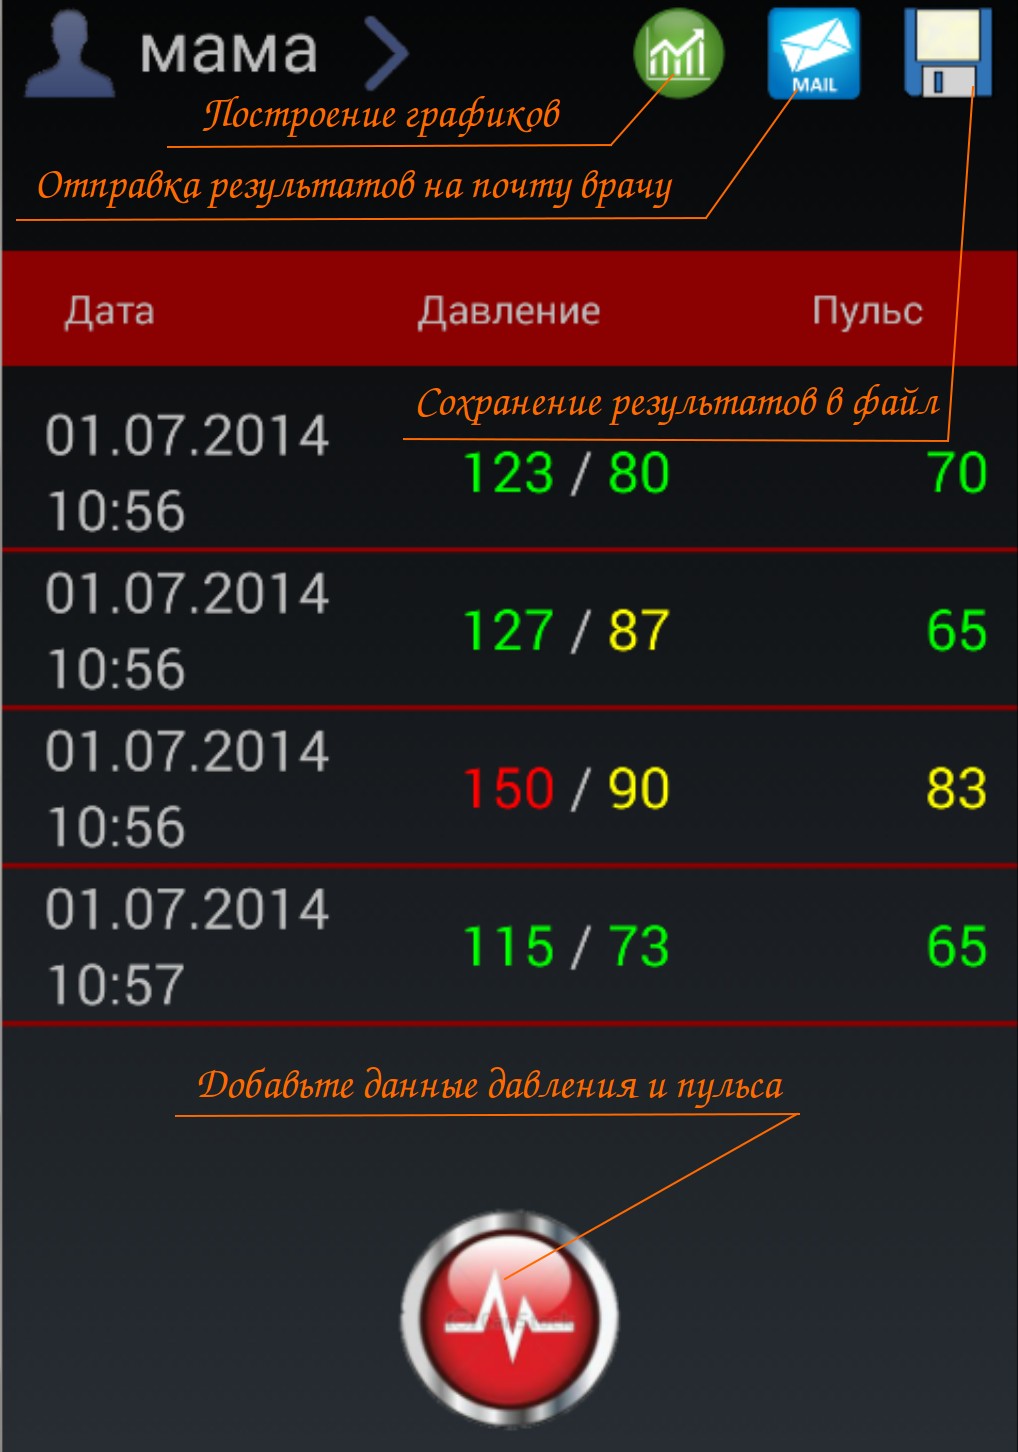 мама
MAIL
Построение графиков
Отправка результатов на почту врачу
Дата Давление Пульс
Сохранение результатов в файл
01.07.2014
10:56
123 / 80 70
01.07.2014
10:56
127 / 87 65
01.07.2014
10:56
150 / 90 83
01.07.2014
10:57
115 / 73 65
Добавьте данные давления и пульса